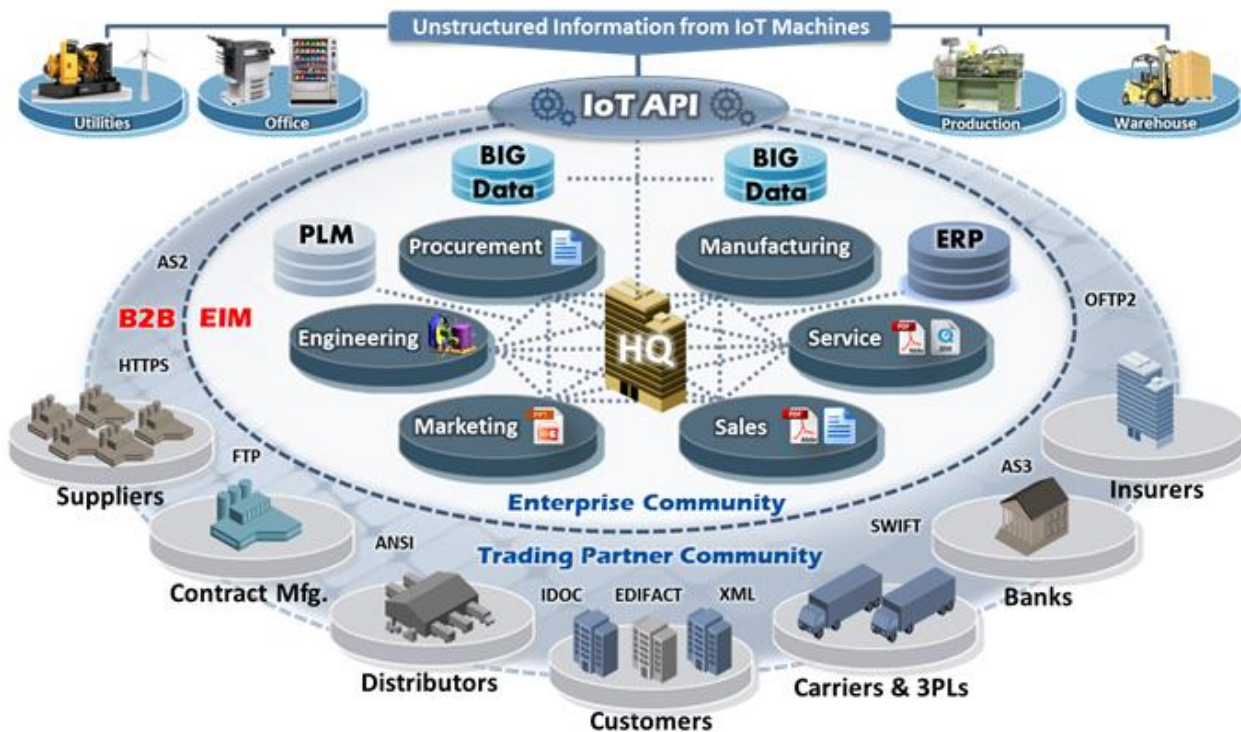 Unstructured Information from IoT Machines
Utilities
Office
IoT API
Production
Warehouse
BIG
Data
BIG
Data
PLM
Procurement
Manufacturing
ERP
AS2
B2B EIM
OFTP2
Engineering
HQ
Service
PDF
HTTPS
Marketing
Sales
PDF
Suppliers
FTP
AS3
Insurers
Enterprise Community
Contract Mfg.
ANSI
Trading Partner Community
SWIFT
Banks
IDOC
EDIFACT
XML
Distributors
Customers
Carriers & 3PLs